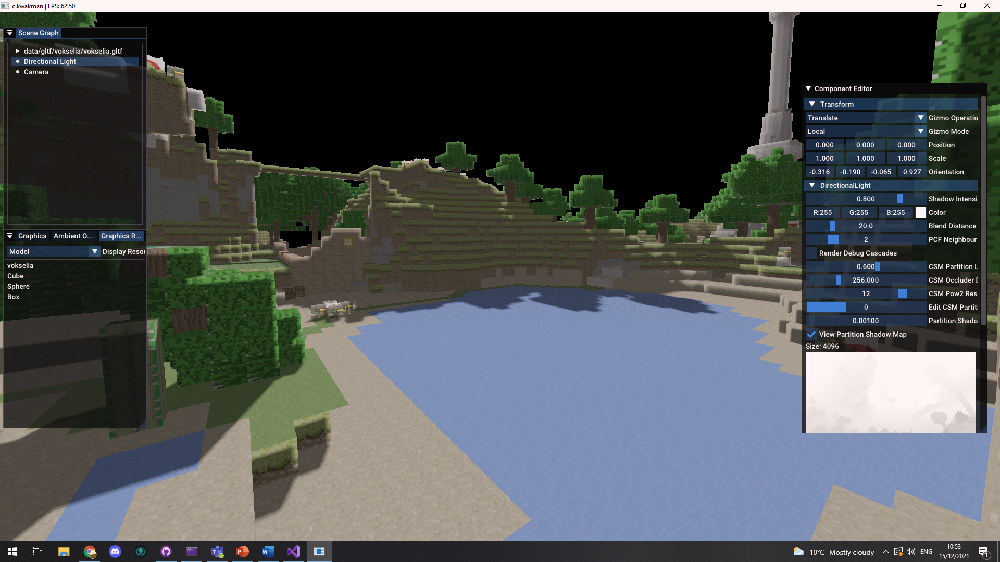 c.kwakman | FPS: 62.50
Scene Graph
data/gltf/vokselia/vokselia.gltf
Directional Light
Camera
Graphics Ambient O... Graphics R...
Model Display Resou
vokselia
Cube
Sphere
Box
Component Editor
Transform
Translate Gizmo Operatio
Local Gizmo Mode
0.000 0.000 0.000 Position
1.000 1.000 1.000 Scale
-0.316 -0.190 -0.065 0.927 Orientation
DirectionalLight
0.800 Shadow Intensi
R:255 G:255 B:255 Color
20.0 Blend Distance
2 PCF Neighbour
Render Debug Cascades
0.600 CSM Partition L
256.000 CSM Occluder D
12 CSM Pow2 Res
0 Edit CSM Partiti
0.00100 Partition Shado
View Partition Shadow Map
Size: 4096
10°C Mostly cloudy
ENG
10:53
15/12/2021
1